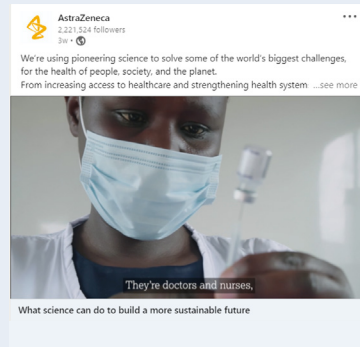 AstraZeneca
2,221,524 followers
3w •
We're using pioneering science to solve some of the world's biggest challenges,
for the health of people, society, and the planet.
From increasing access to healthcare and strengthening health system ...see more
They're doctors and nurses,
What science can do to build a more sustainable future